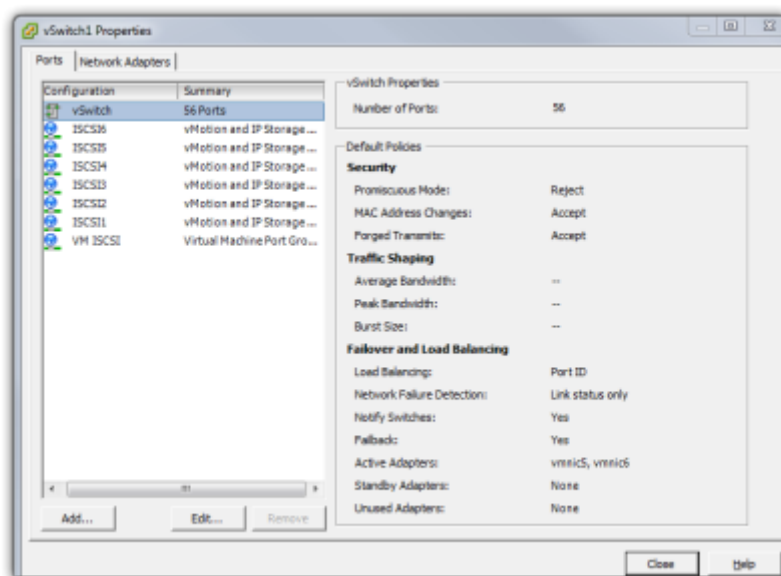 vSwitch1 Properties
Ports
Network Adapters
Configuration Summary
vSwitch 56 Ports
ISCSI6 vMotion and IP Storage ...
ISCSI5 vMotion and IP Storage ...
ISCSI4 vMotion and IP Storage ...
ISCSI3 vMotion and IP Storage ...
ISCSI2 vMotion and IP Storage ...
ISCSI1 vMotion and IP Storage ...
VM ISCSI Virtual Machine Port Gro...
Add...
Edit...
Remove
vSwitch Properties
Number of Ports: 56
Default Policies
Security
Promiscuous Mode: Reject
MAC Address Changes: Accept
Forged Transmits: Accept
Traffic Shaping
Average Bandwidth: --
Peak Bandwidth: --
Burst Size: --
Failover and Load Balancing
Load Balancing: Port ID
Network Failure Detection: Link status only
Notify Switches: Yes
Failback: Yes
Active Adapters: vmnic5, vmnic6
Standby Adapters: None
Unused Adapters: None
Close
Help